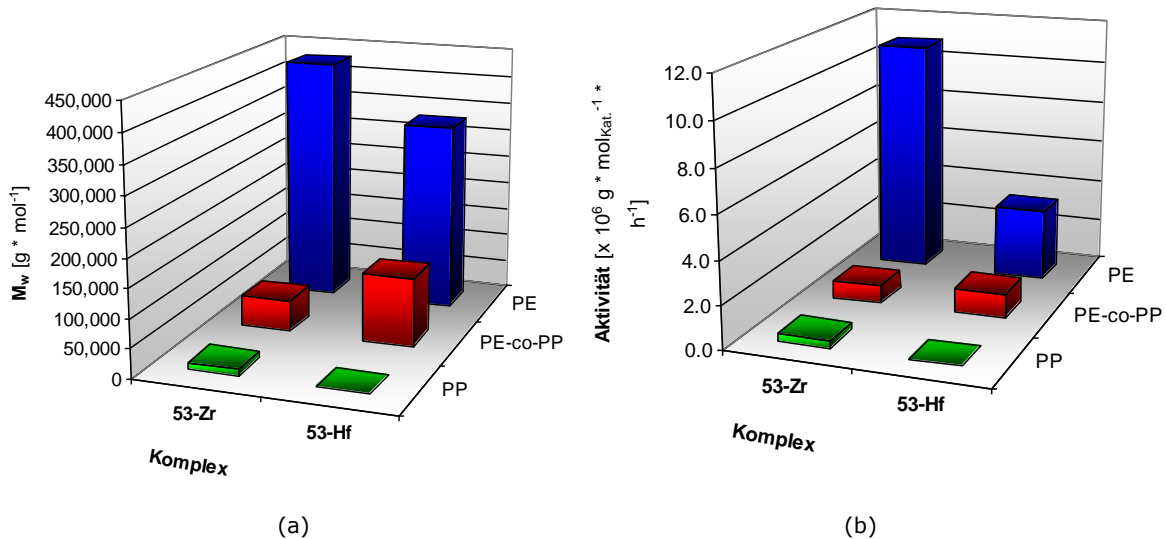 450,000
400,000
350,000
300,000
250,000
200,000
150,000
100,000
50,000
0
Mw [g * mol-1]
53-Zr
53-Hf
Komplex
PE
PE-co-PP
PP
(a)
12.0
10.0
8.0
6.0
4.0
2.0
0.0
Aktivität [x 10^6 g * molKat.-1 *
h-1]
53-Zr
53-Hf
Komplex
PE
PE-co-PP
PP
(b)